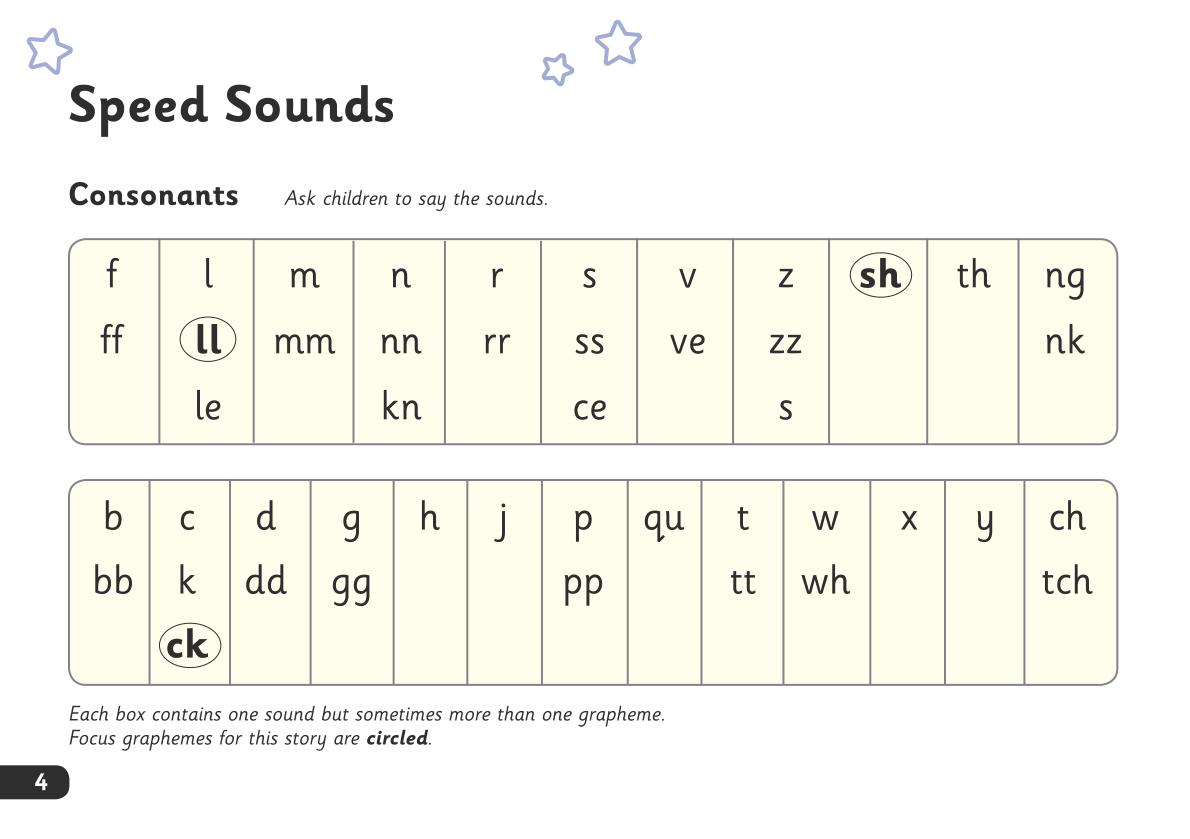 Speed Sounds
Consonants Ask children to say the sounds.
f l m n r s v z sh th ng
ff ll mm nn rr ss ve zz nk
le kn ce s
b c d g h j p qu t w x y ch
bb k dd gg pp tt wh tch
ck
Each box contains one sound but sometimes more than one grapheme.
Focus graphemes for this story are circled.
4